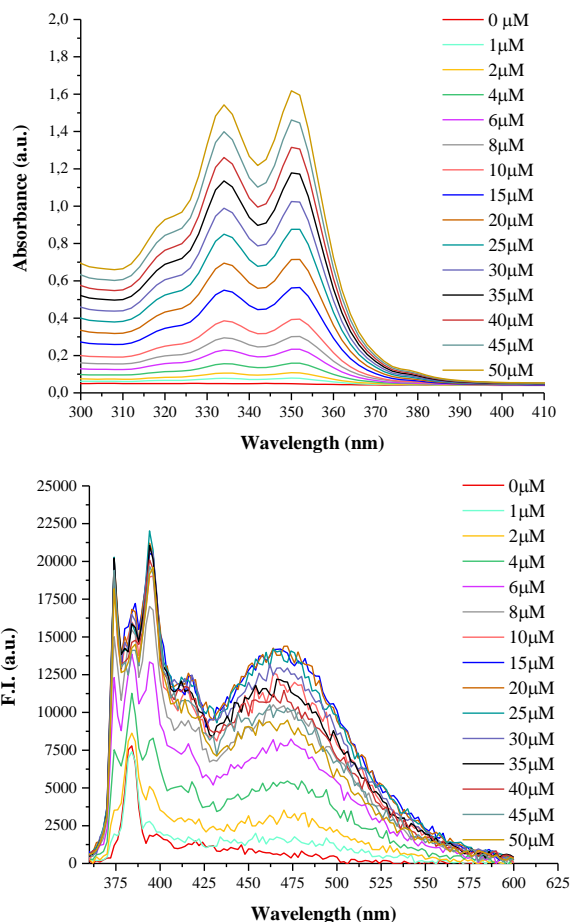 2,0
1,8
1,6
1,4
1,2
1,0
0,8
0,6
0,4
0,2
0,0
300 310 320 330 340 350 360 370 380 390 400 410
Absorbance (a.u.)
Wavelength (nm)
0 μM
1μM
2μM
4μM
6μM
8μM
10μM
15μM
20μM
25μM
30μM
35μM
40μM
45μM
50μM
25000
22500
20000
17500
15000
12500
10000
7500
5000
2500
0
375 400 425 450 475 500 525 550 575 600 625
F.I. (a.u.)
Wavelength (nm)
0μM
1μM
2μM
4μM
6μM
8μM
10μM
15μM
20μM
25μM
30μM
35μM
40μM
45μM
50μM